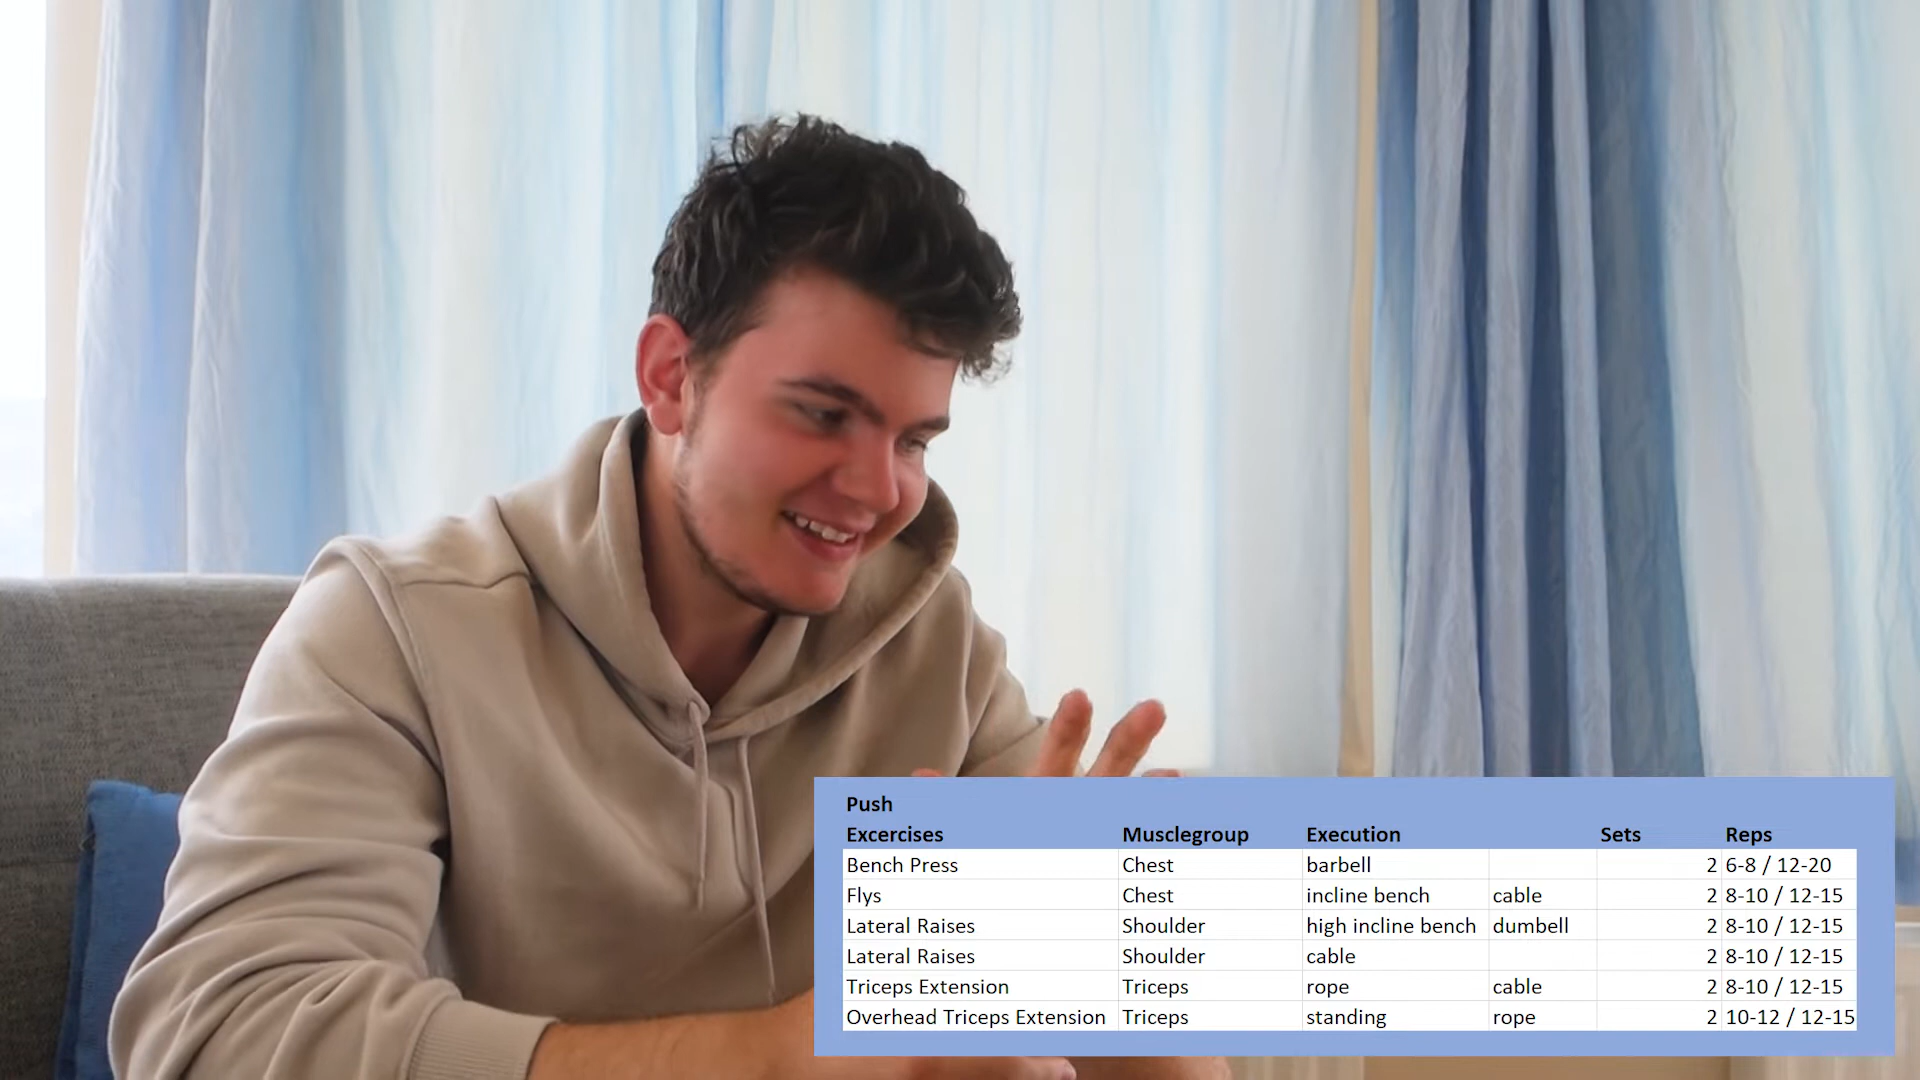 Push
Excercises Musclegroup Execution Sets Reps
Bench Press Chest barbell 2 6-8 / 12-20
Flys Chest incline bench cable 2 8-10 / 12-15
Lateral Raises Shoulder high incline bench dumbell 2 8-10 / 12-15
Lateral Raises Shoulder cable 2 8-10 / 12-15
Triceps Extension Triceps rope cable 2 8-10 / 12-15
Overhead Triceps Extension Triceps standing rope 2 10-12 / 12-15